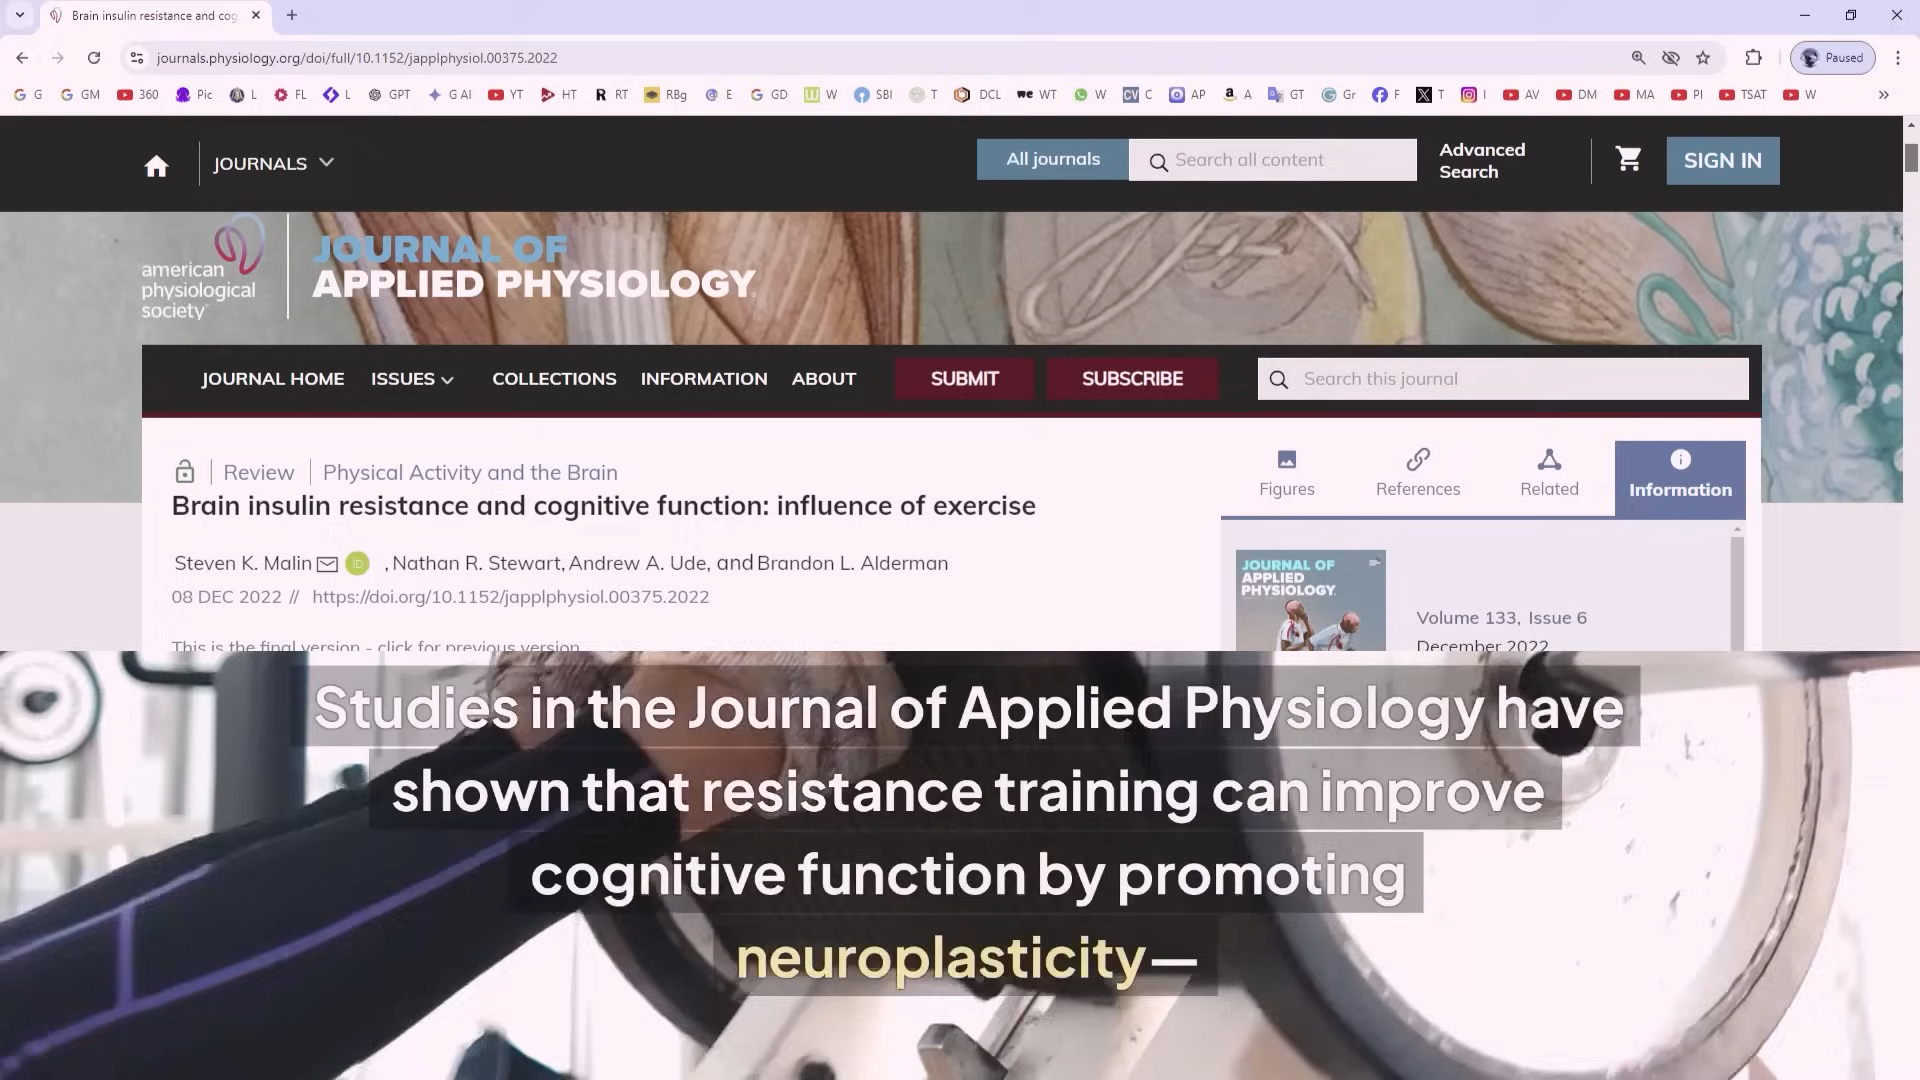 Brain insulin resistance and cog
journals.physiology.org/doi/full/10.1152/japplphysiol.00375.2022
Paused
G GM 360 Pic L FL L GPT G AI YT HT RT RBg E GD W SBI T DCL WT W C AP A GT Gr F T I AV DM MA PI TSAT W
JOURNALS
All journals
Search all content
Advanced
Search
SIGN IN
american
physiological
society
JOURNAL OF
APPLIED PHYSIOLOGY
JOURNAL HOME ISSUES COLLECTIONS INFORMATION ABOUT SUBMIT SUBSCRIBE
Search this journal
Review | Physical Activity and the Brain
Brain insulin resistance and cognitive function: influence of exercise
Steven K. Malin , Nathan R. Stewart, Andrew A. Ude, and Brandon L. Alderman
08 DEC 2022 // https://doi.org/10.1152/japplphysiol.00375.2022
This is the final version - click for previous version
Figures References Related Information
JOURNAL OF
APPLIED
PHYSIOLOGY
Volume 133, Issue 6
December 2022
Studies in the Journal of Applied Physiology have
shown that resistance training can improve
cognitive function by promoting
neuroplasticity—